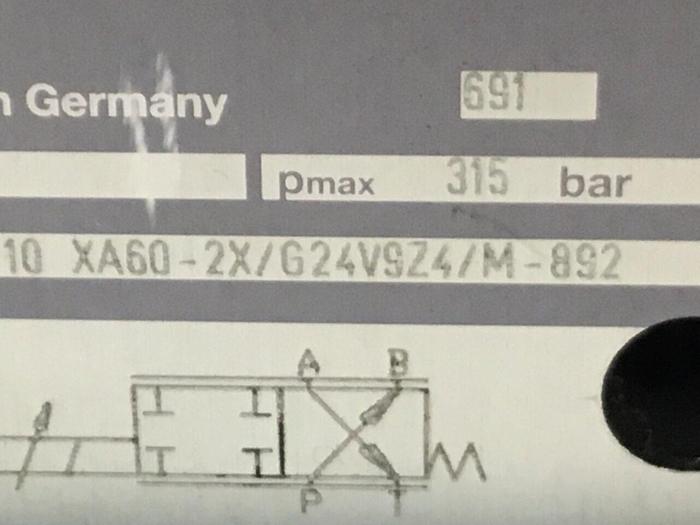 n Germany 691
pmax 315 bar
10 XA60-2X/G24V9Z4/M-892
A B
P T